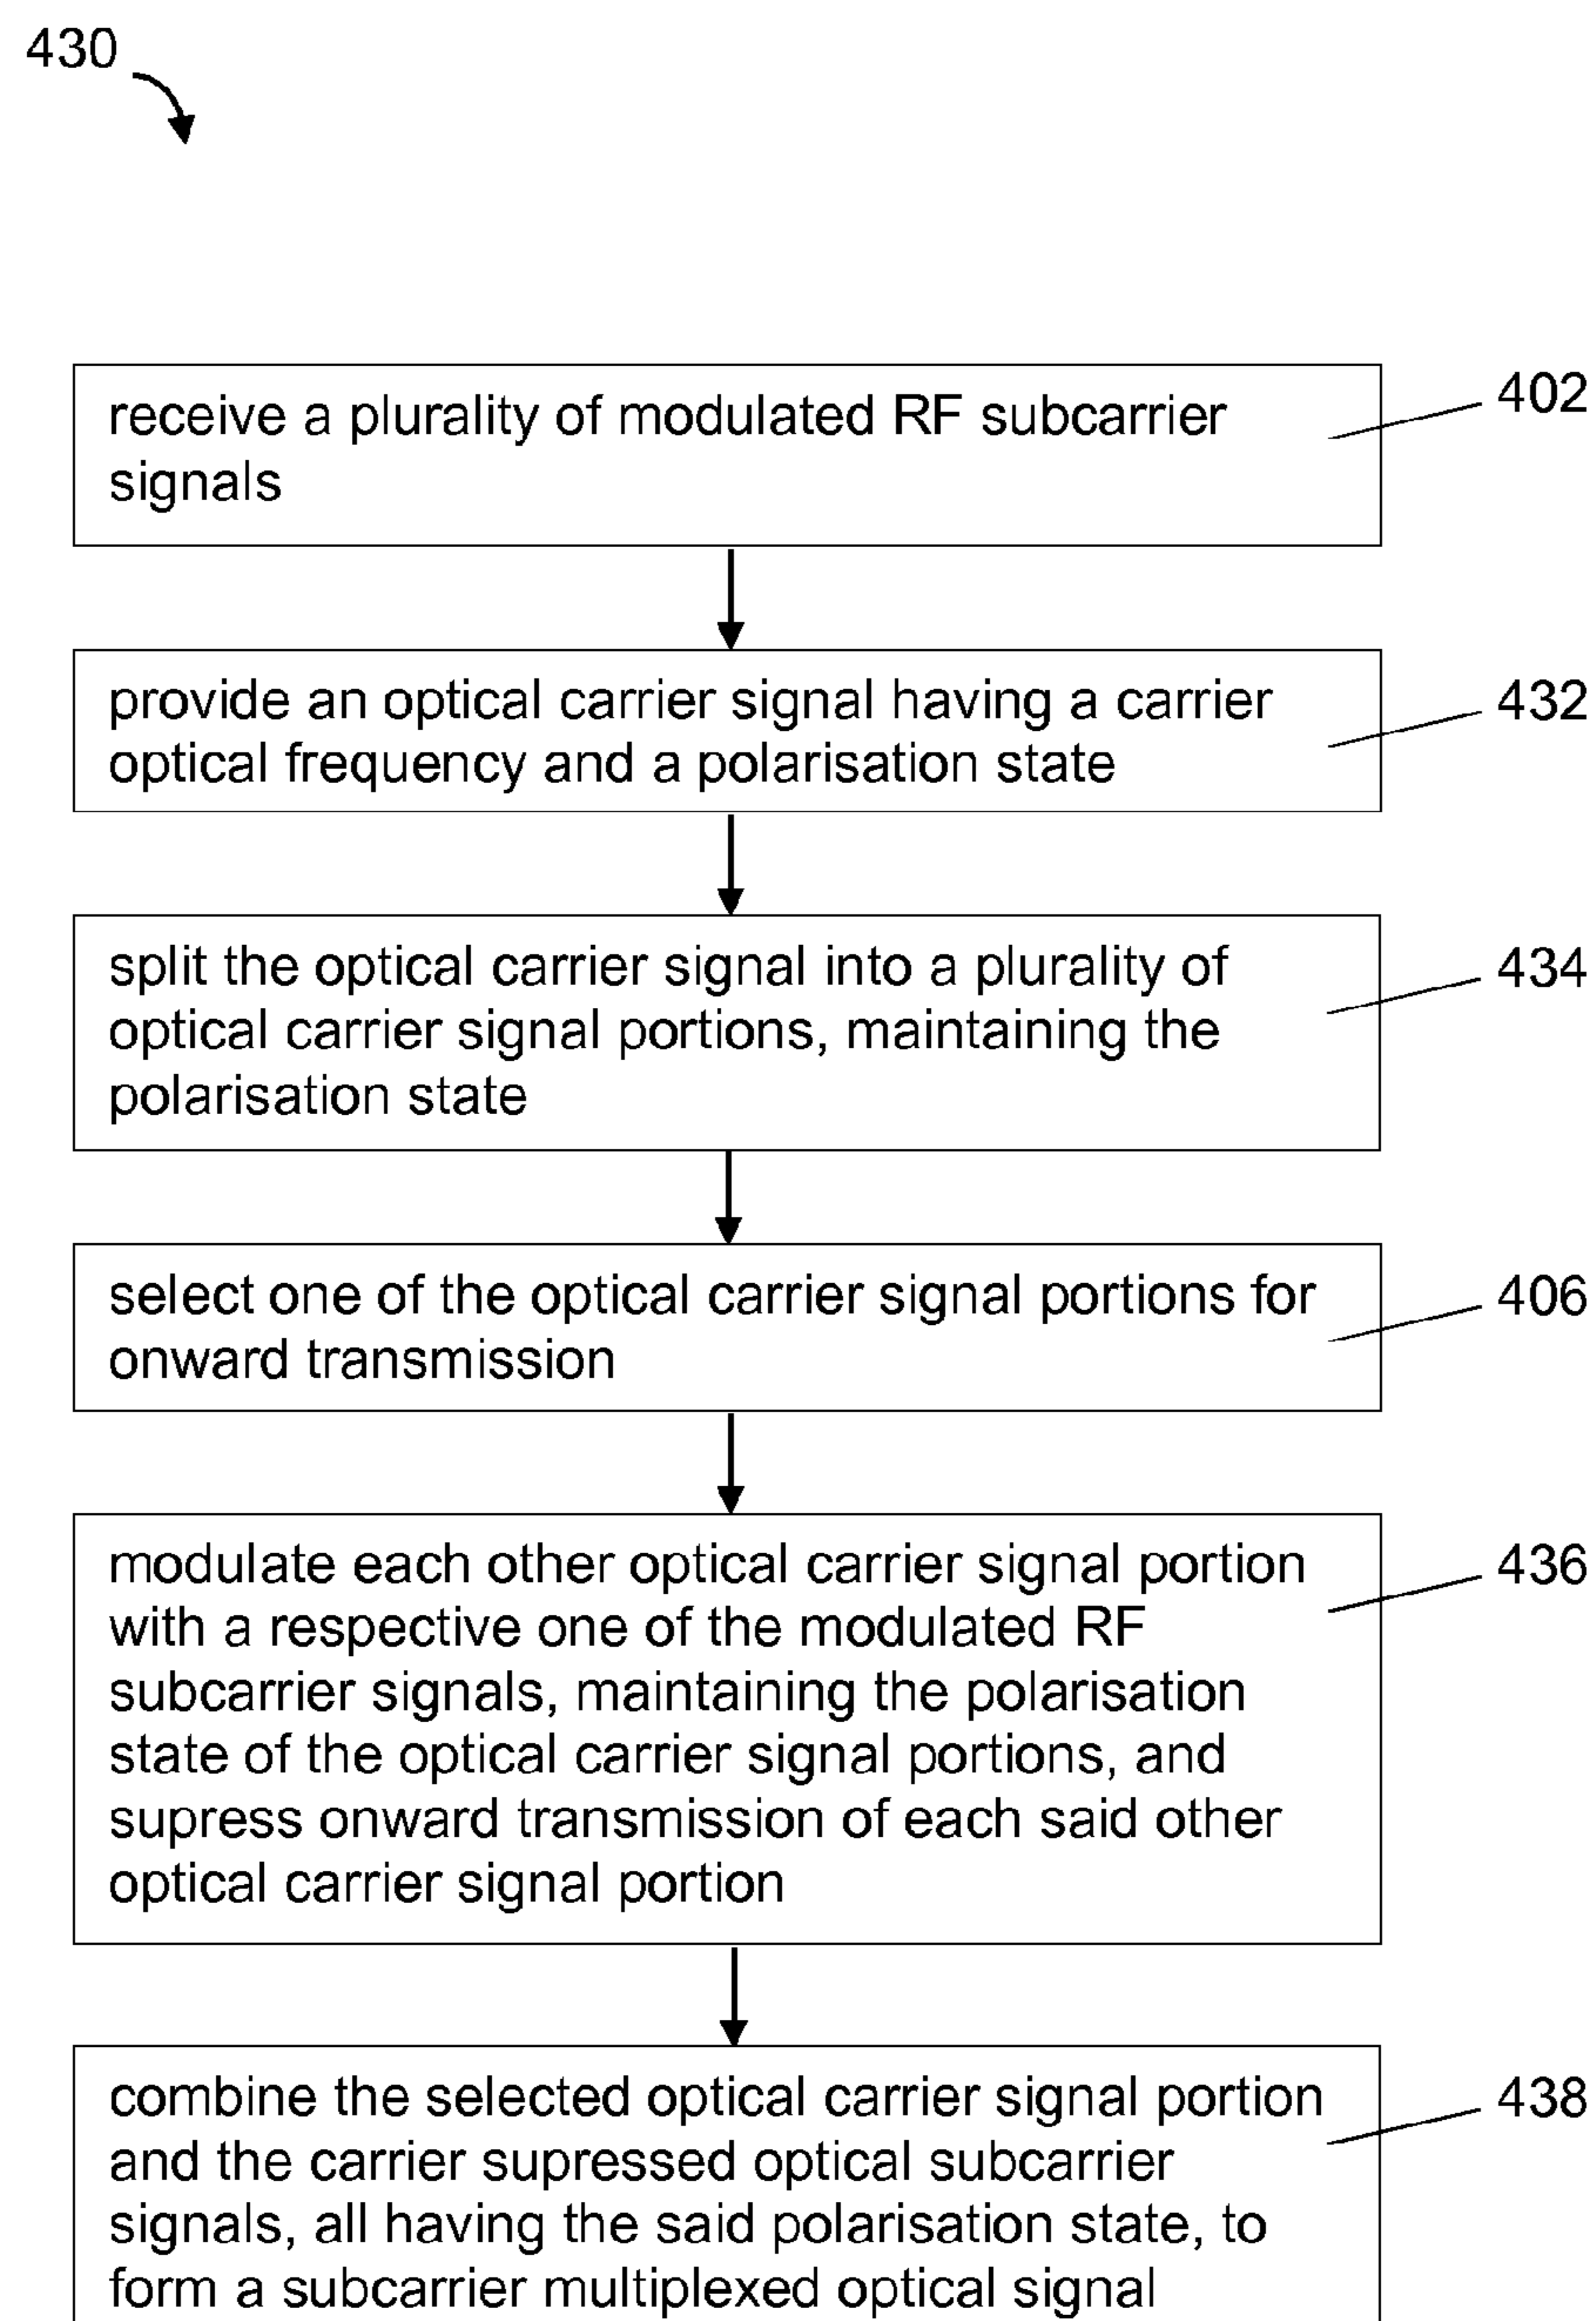 430
receive a plurality of modulated RF subcarrier
signals
402
provide an optical carrier signal having a carrier
optical frequency and a polarisation state
432
split the optical carrier signal into a plurality of
optical carrier signal portions, maintaining the
polarisation state
434
select one of the optical carrier signal portions for
onward transmission
406
modulate each other optical carrier signal portion
with a respective one of the modulated RF
subcarrier signals, maintaining the polarisation
state of the optical carrier signal portions, and
supress onward transmission of each said other
optical carrier signal portion
436
combine the selected optical carrier signal portion
and the carrier supressed optical subcarrier
signals, all having the said polarisation state, to
form a subcarrier multiplexed optical signal
438